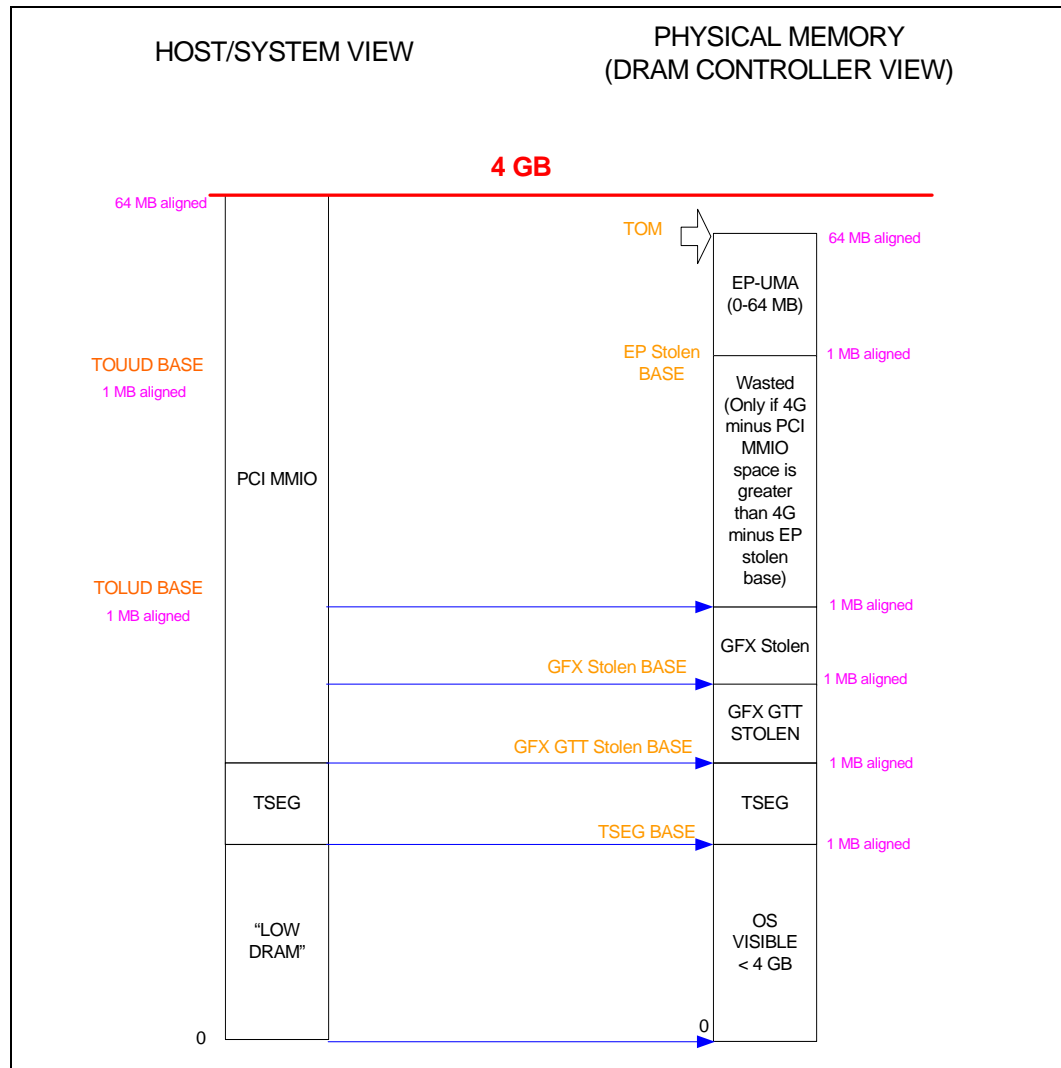 HOST/SYSTEM VIEW
PHYSICAL MEMORY
(DRAM CONTROLLER VIEW)
4 GB
64 MB aligned
TOM
64 MB aligned
EP-UMA
(0-64 MB)
TOUUD BASE
1 MB aligned
EP Stolen
BASE
1 MB aligned
Wasted
(Only if 4G
minus PCI
MMIO
space is
greater
than 4G
minus EP
stolen
base)
PCI MMIO
TOLUD BASE
1 MB aligned
1 MB aligned
GFX Stolen
GFX Stolen BASE
1 MB aligned
GFX GTT
STOLEN
GFX GTT Stolen BASE
1 MB aligned
TSEG
TSEG
TSEG BASE
1 MB aligned
“LOW
DRAM”
OS
VISIBLE
< 4 GB
0
0